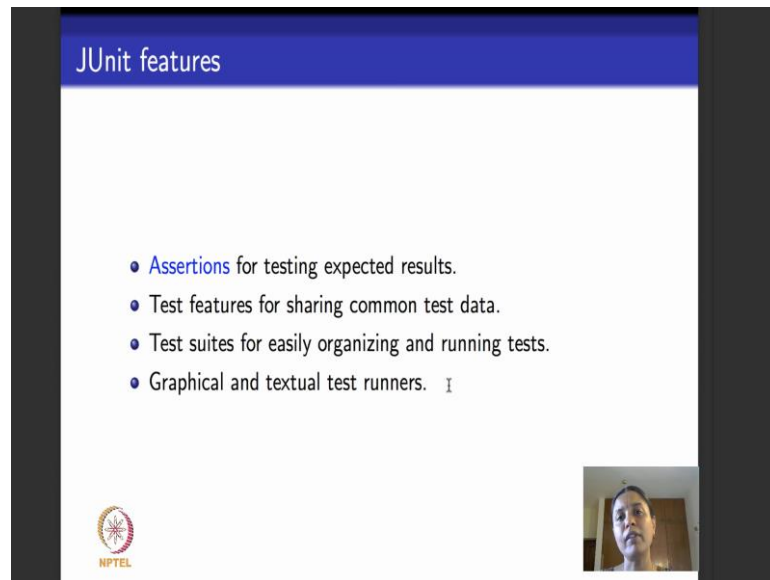 JUnit features
Assertions for testing expected results.
Test features for sharing common test data.
Test suites for easily organizing and running tests.
Graphical and textual test runners.
NPTEL